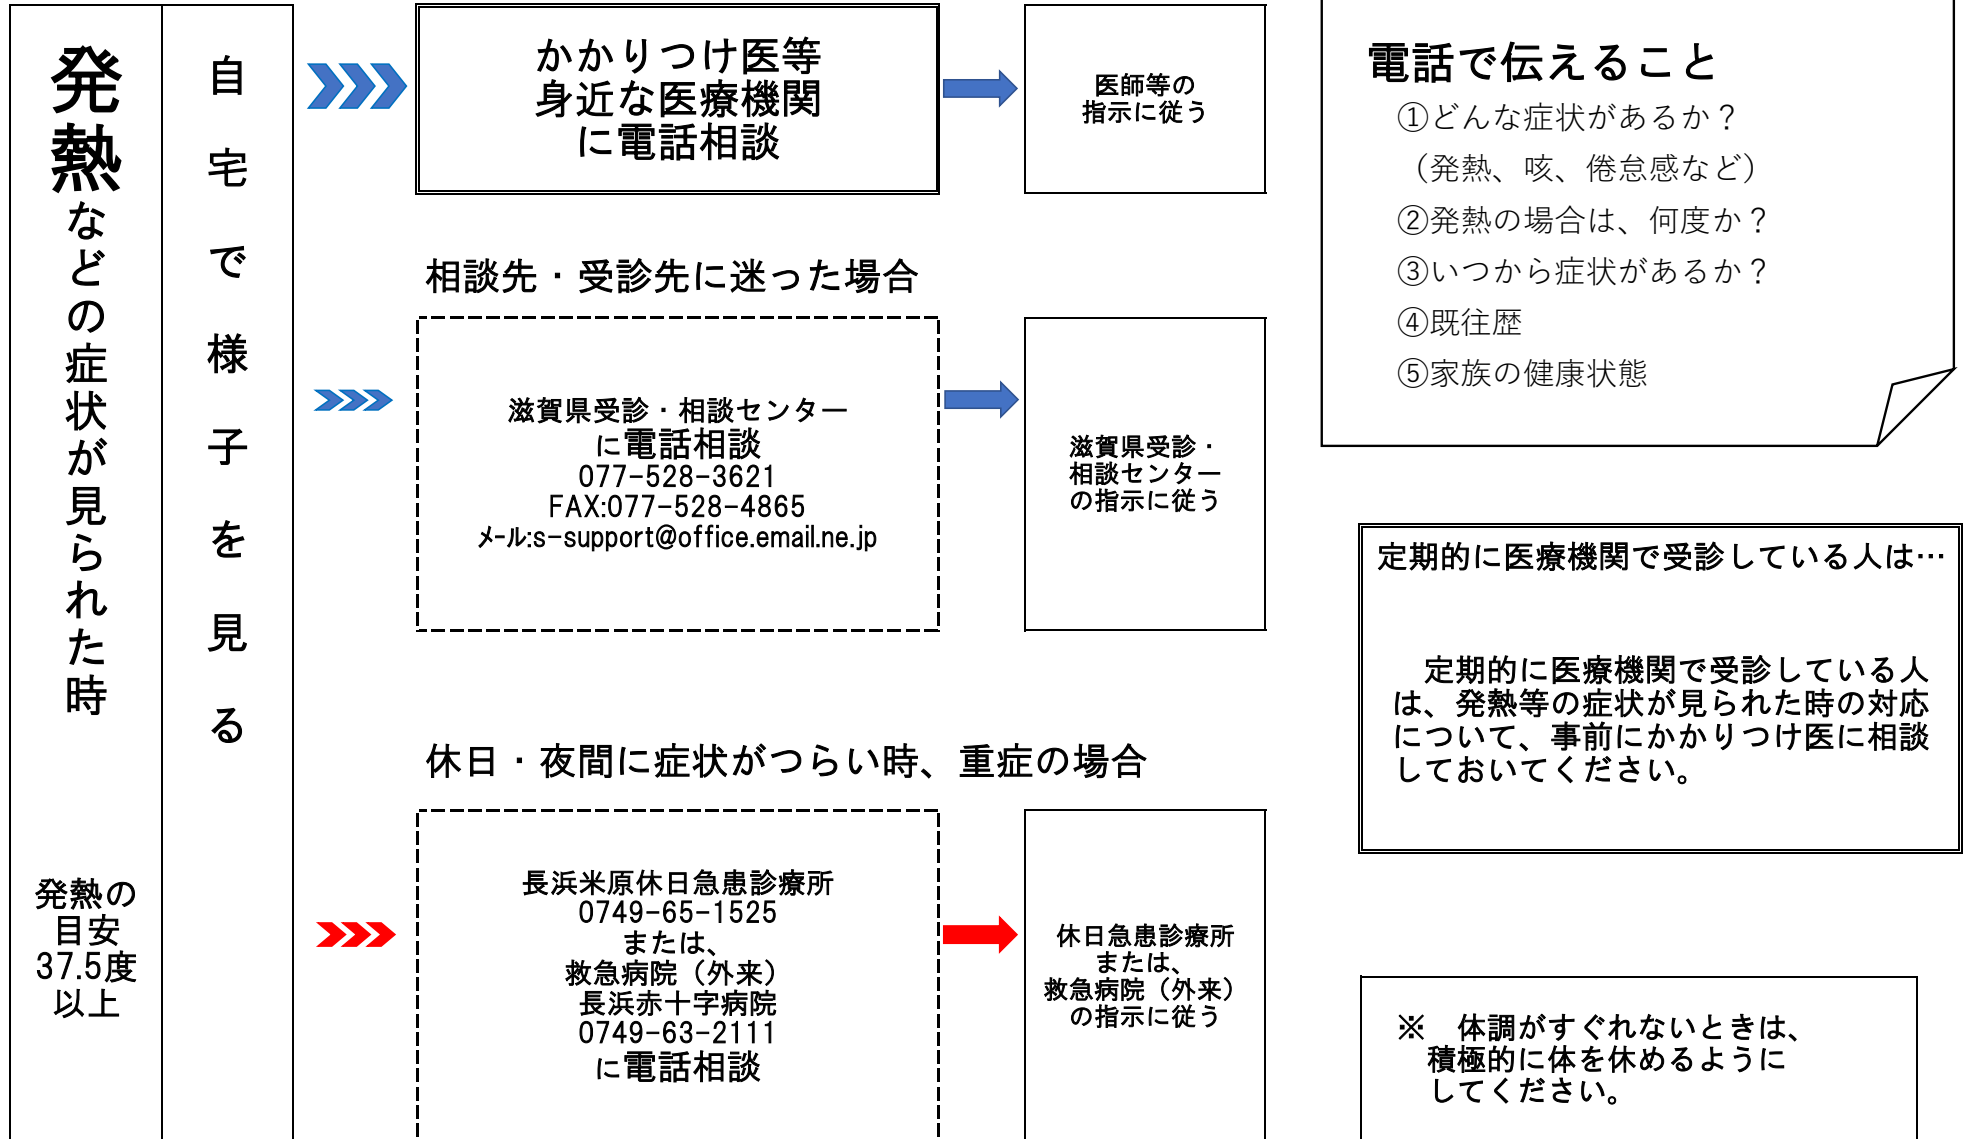 発熱などの症状が見られた時
発熱の
目安
37.5度
以上
自宅で様子を見る
かかりつけ医等
身近な医療機関
に電話相談
医師等の
指示に従う
相談先・受診先に迷った場合
滋賀県受診・相談センター
に電話相談
077-528-3621
FAX:077-528-4865
ﾒｰﾙ:s-support@office.email.ne.jp
滋賀県受診・
相談センター
の指示に従う
休日・夜間に症状がつらい時、重症の場合
長浜米原休日急患診療所
0749-65-1525
または、
救急病院（外来）
長浜赤十字病院
0749-63-2111
に電話相談
休日急患診療所
または、
救急病院（外来）
の指示に従う
電話で伝えること
①どんな症状があるか？
（発熱、咳、倦怠感など）
②発熱の場合は、何度か？
③いつから症状があるか？
④既往歴
⑤家族の健康状態
定期的に医療機関で受診している人は…
定期的に医療機関で受診している人
は、発熱等の症状が見られた時の対応
について、事前にかかりつけ医に相談
しておいてください。
※　体調がすぐれないときは、
積極的に体を休めるように
してください。